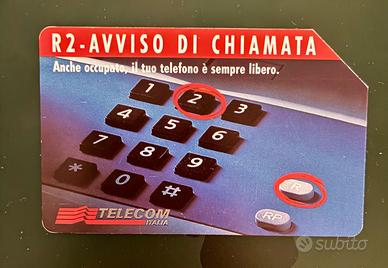 R2-AVVISO DI CHIAMATA
Anche occupato, il tuo telefono è sempre libero.
1 2 3
4 5 6
7 8 9
* 0 #
R
RP
TELECOM
ITALIA
subito